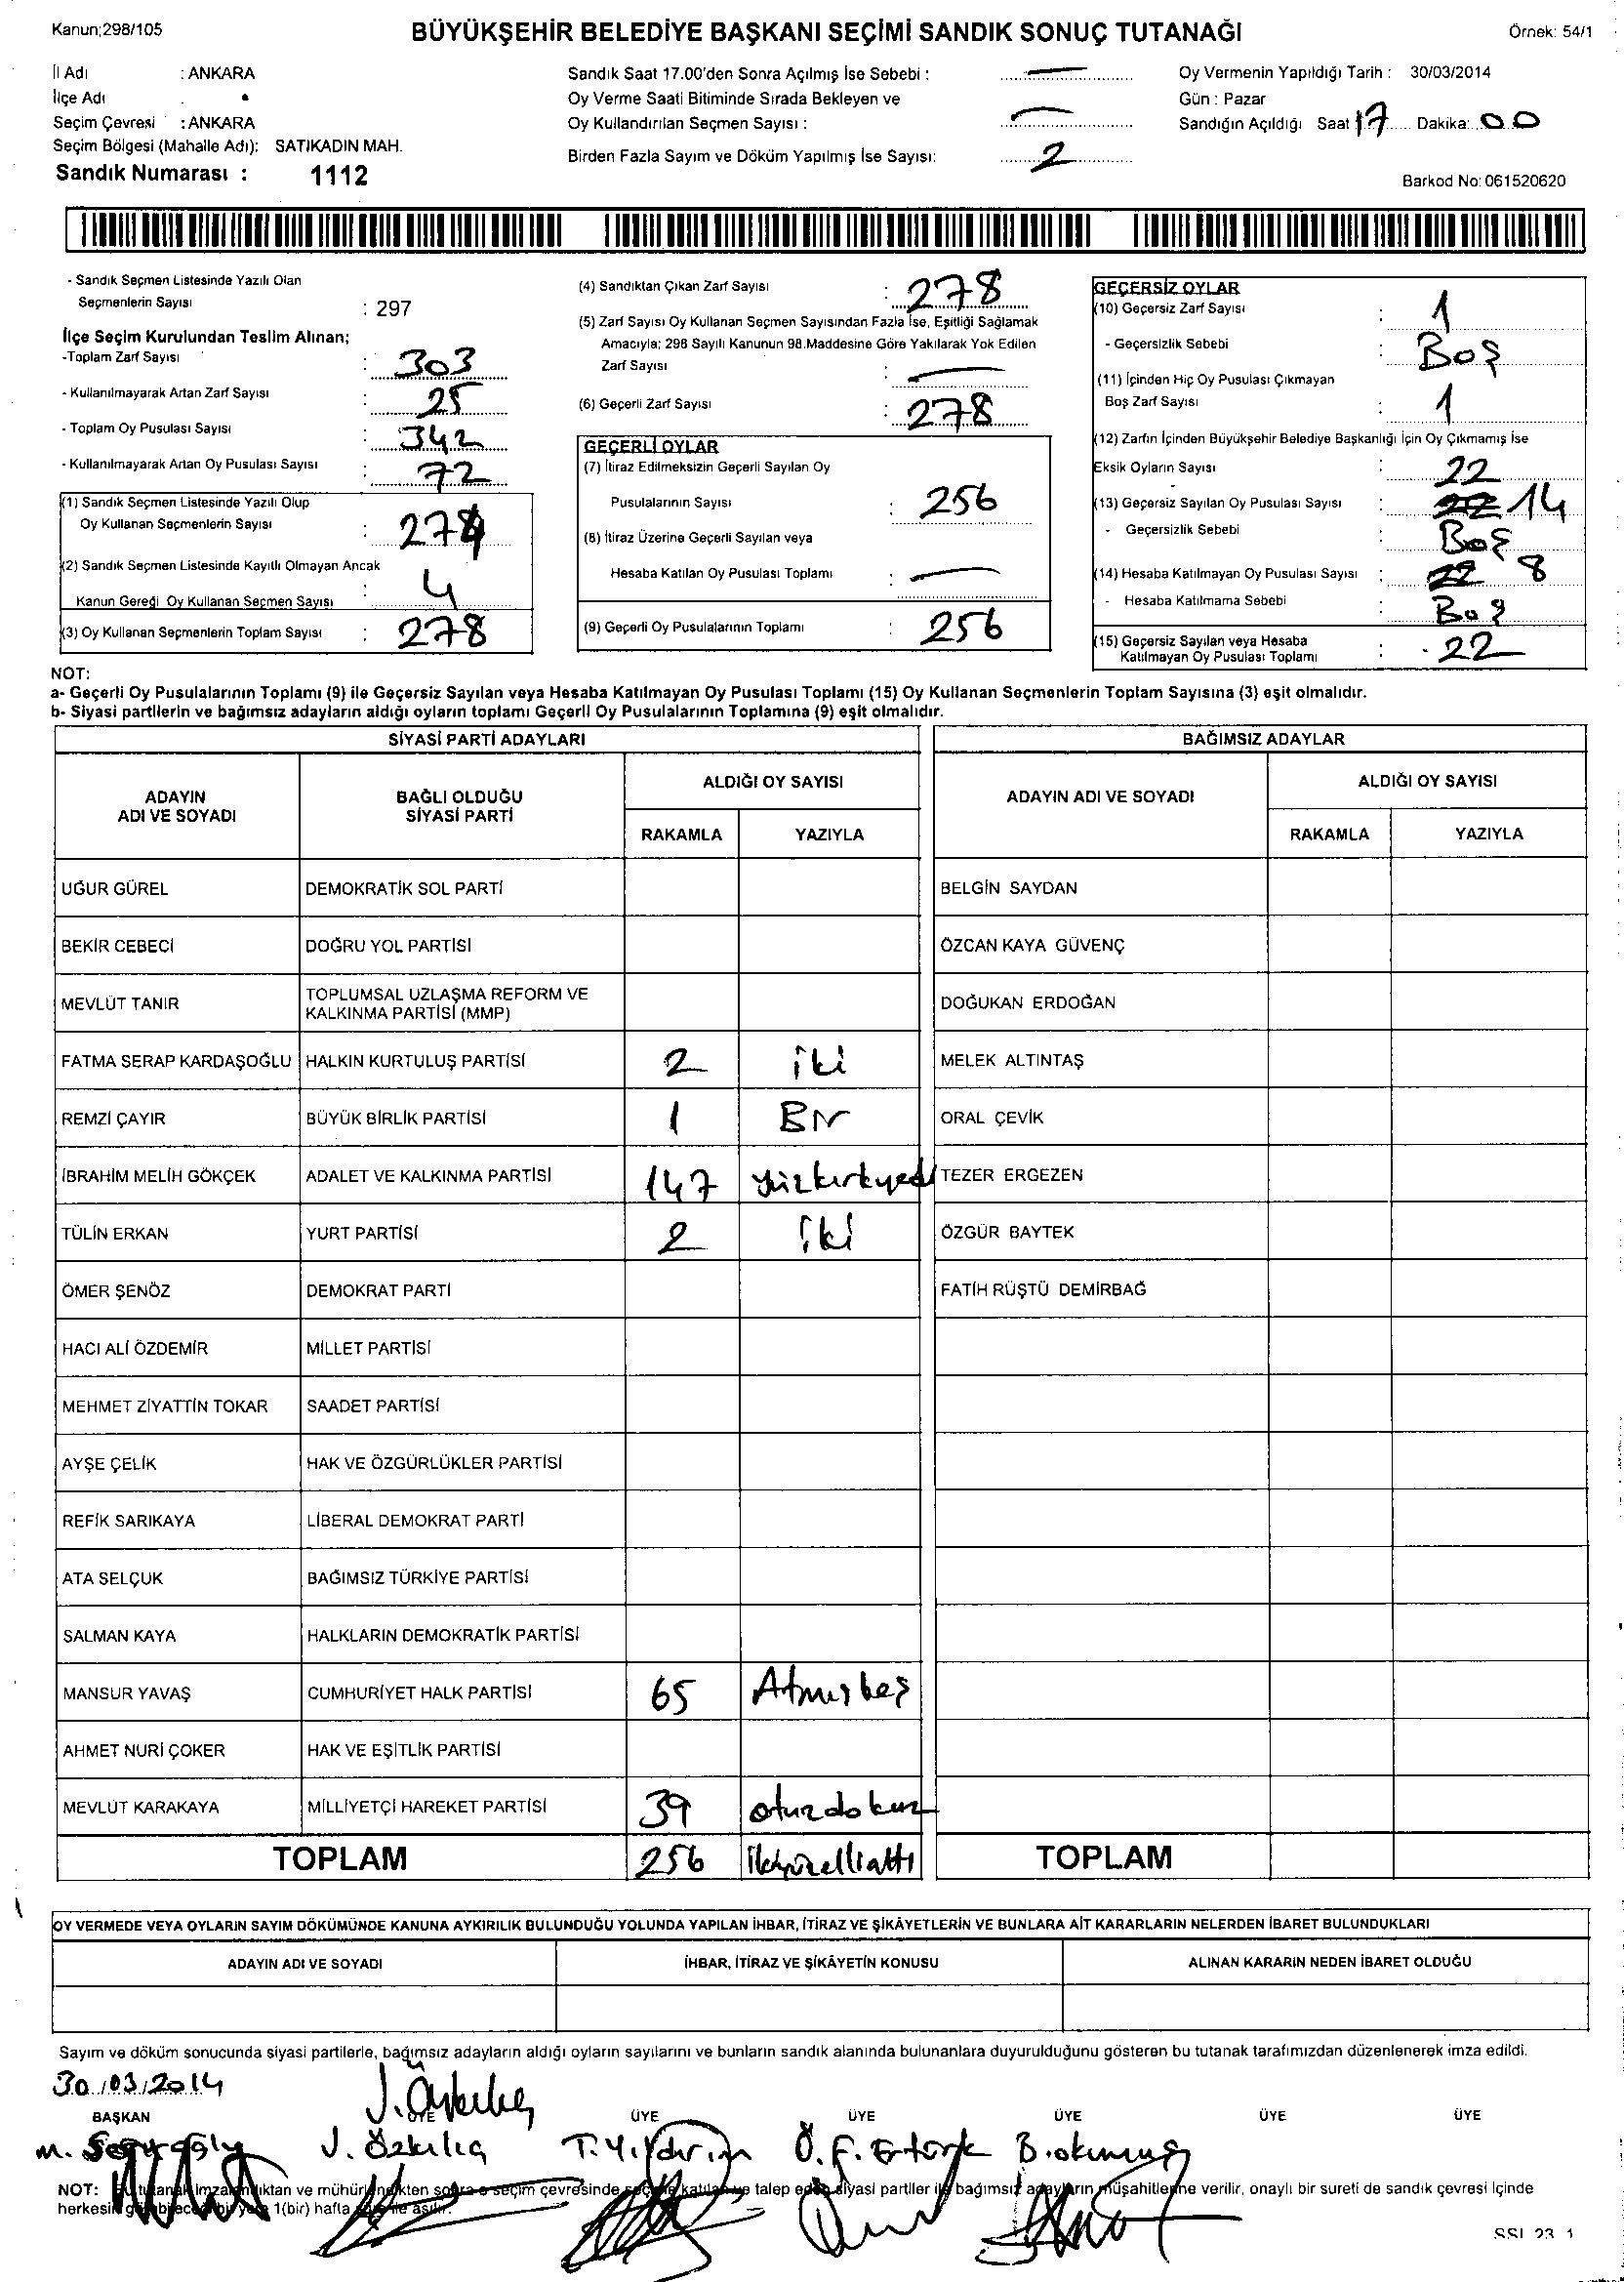 Kanun;298/105
BÜYÜKŞEHİR BELEDİYE BAŞKANI SEÇİMİ SANDIK SONUÇ TUTANAĞI
Örnek: 54/1
İl Adı : ANKARA
İlçe Adı
Seçim Çevresi : ANKARA
Seçim Bölgesi (Mahalle Adı): SATIKADIN MAH.
Sandık Numarası : 1112
Sandık Saat 17.00'den Sonra Açılmış İse Sebebi : —
Oy Verme Saati Bitiminde Sırada Bekleyen ve
Oy Kullandırılan Seçmen Sayısı : —
Birden Fazla Sayım ve Döküm Yapılmış İse Sayısı: 2
Oy Vermenin Yapıldığı Tarih : 30/03/2014
Gün : Pazar
Sandığın Açıldığı Saat 17 Dakika: 00
Barkod No: 061520620
- Sandık Seçmen Listesinde Yazılı Olan
Seçmenlerin Sayısı : 297
İlçe Seçim Kurulundan Teslim Alınan;
-Toplam Zarf Sayısı : 303
- Kullanılmayarak Artan Zarf Sayısı : 25
- Toplam Oy Pusulası Sayısı : 342
- Kullanılmayarak Artan Oy Pusulası Sayısı : 72
(1) Sandık Seçmen Listesinde Yazılı Olup
Oy Kullanan Seçmenlerin Sayısı : 274
(2) Sandık Seçmen Listesinde Kayıtlı Olmayan Ancak
Kanun Gereği Oy Kullanan Seçmen Sayısı : 4
(3) Oy Kullanan Seçmenlerin Toplam Sayısı : 278
(4) Sandıktan Çıkan Zarf Sayısı : 278
(5) Zarf Sayısı Oy Kullanan Seçmen Sayısından Fazla İse, Eşitliği Sağlamak
Amacıyla; 298 Sayılı Kanunun 98.Maddesine Göre Yakılarak Yok Edilen
Zarf Sayısı : —
(6) Geçerli Zarf Sayısı : 278
GEÇERLİ OYLAR
(7) İtiraz Edilmeksizin Geçerli Sayılan Oy
Pusulalarının Sayısı : 256
(8) İtiraz Üzerine Geçerli Sayılan veya
Hesaba Katılan Oy Pusulası Toplamı : —
(9) Geçerli Oy Pusulalarının Toplamı : 256
GEÇERSİZ OYLAR
(10) Geçersiz Zarf Sayısı : 1
- Geçersizlik Sebebi : Boş
(11) İçinden Hiç Oy Pusulası Çıkmayan
Boş Zarf Sayısı : 1
(12) Zarfın İçinden Büyükşehir Belediye Başkanlığı İçin Oy Çıkmamış İse
Eksik Oyların Sayısı : 22
(13) Geçersiz Sayılan Oy Pusulası Sayısı : 22 14
- Geçersizlik Sebebi : Boş
(14) Hesaba Katılmayan Oy Pusulası Sayısı : 22 8
- Hesaba Katılmama Sebebi : Boş
(15) Geçersiz Sayılan veya Hesaba
Katılmayan Oy Pusulası Toplamı : 22
NOT:
a- Geçerli Oy Pusulalarının Toplamı (9) ile Geçersiz Sayılan veya Hesaba Katılmayan Oy Pusulası Toplamı (15) Oy Kullanan Seçmenlerin Toplam Sayısına (3) eşit olmalıdır.
b- Siyasi partilerin ve bağımsız adayların aldığı oyların toplamı Geçerli Oy Pusulalarının Toplamına (9) eşit olmalıdır.
SİYASİ PARTİ ADAYLARI
BAĞIMSIZ ADAYLAR
ADAYIN ADI VE SOYADI
BAĞLI OLDUĞU SİYASİ PARTİ
ALDIĞI OY SAYISI
RAKAMLA YAZIYLA
ADAYIN ADI VE SOYADI
ALDIĞI OY SAYISI
RAKAMLA YAZIYLA
UĞUR GÜREL DEMOKRATİK SOL PARTİ BELGİN SAYDAN
BEKİR CEBECİ DOĞRU YOL PARTİSİ ÖZCAN KAYA GÜVENÇ
MEVLÜT TANIR TOPLUMSAL UZLAŞMA REFORM VE KALKINMA PARTİSİ (MMP) DOĞUKAN ERDOĞAN
FATMA SERAP KARDAŞOĞLU HALKIN KURTULUŞ PARTİSİ 2 iki MELEK ALTINTAŞ
REMZİ ÇAYIR BÜYÜK BİRLİK PARTİSİ 1 Bir ORAL ÇEVİK
İBRAHİM MELİH GÖKÇEK ADALET VE KALKINMA PARTİSİ 147 yüzkırkyedi TEZER ERGEZEN
TÜLİN ERKAN YURT PARTİSİ 2 iki ÖZGÜR BAYTEK
ÖMER ŞENÖZ DEMOKRAT PARTİ FATİH RÜŞTÜ DEMİRBAĞ
HACI ALİ ÖZDEMİR MİLLET PARTİSİ
MEHMET ZİYATTİN TOKAR SAADET PARTİSİ
AYŞE ÇELİK HAK VE ÖZGÜRLÜKLER PARTİSİ
REFİK SARIKAYA LİBERAL DEMOKRAT PARTİ
ATA SELÇUK BAĞIMSIZ TÜRKİYE PARTİSİ
SALMAN KAYA HALKLARIN DEMOKRATİK PARTİSİ
MANSUR YAVAŞ CUMHURİYET HALK PARTİSİ 65 Atmışbeş
AHMET NURİ ÇOKER HAK VE EŞİTLİK PARTİSİ
MEVLÜT KARAKAYA MİLLİYETÇİ HAREKET PARTİSİ 39 otuzdokuz
TOPLAM 256 ikiyüzellialtı TOPLAM
OY VERMEDE VEYA OYLARIN SAYIM DÖKÜMÜNDE KANUNA AYKIRILIK BULUNDUĞU YOLUNDA YAPILAN İHBAR, İTİRAZ VE ŞİKÂYETLERİN VE BUNLARA AİT KARARLARIN NELERDEN İBARET BULUNDUKLARI
ADAYIN ADI VE SOYADI İHBAR, İTİRAZ VE ŞİKÂYETİN KONUSU ALINAN KARARIN NEDEN İBARET OLDUĞU
Sayım ve döküm sonucunda siyasi partilerle, bağımsız adayların aldığı oyların sayılarını ve bunların sandık alanında bulunanlara duyurulduğunu gösteren bu tutanak tarafımızdan düzenlenerek imza edildi.
30/03/2014
BAŞKAN ÜYE ÜYE ÜYE ÜYE ÜYE ÜYE
J. Özkılıç T. Yıldırım Ö. F. Ertürk B. okumuş
NOT: Bu tutanak imzalandıktan ve mühürlendikten sonra o seçim çevresinde seçime katılan ve talep eden siyasi partiler ile bağımsız adayların müşahitlerine verilir, onaylı bir sureti de sandık çevresi içinde
herkesin görebileceği bir yere 1(bir) hafta süre ile asılır.